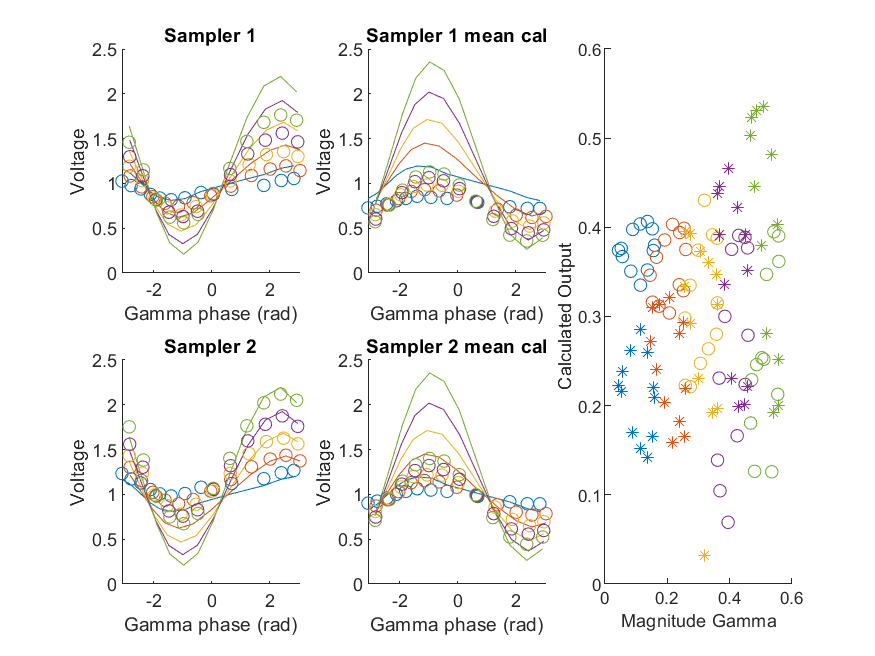 Sampler 1
2.5
2
1.5
1
0.5
0
Voltage
-2 0 2
Gamma phase (rad)
Sampler 1 mean cal
2.5
2
1.5
1
0.5
0
Voltage
-2 0 2
Gamma phase (rad)
Sampler 2
2.5
2
1.5
1
0.5
0
Voltage
-2 0 2
Gamma phase (rad)
Sampler 2 mean cal
2.5
2
1.5
1
0.5
0
Voltage
-2 0 2
Gamma phase (rad)
0.6
0.5
0.4
0.3
0.2
0.1
0
Calculated Output
0 0.2 0.4 0.6
Magnitude Gamma